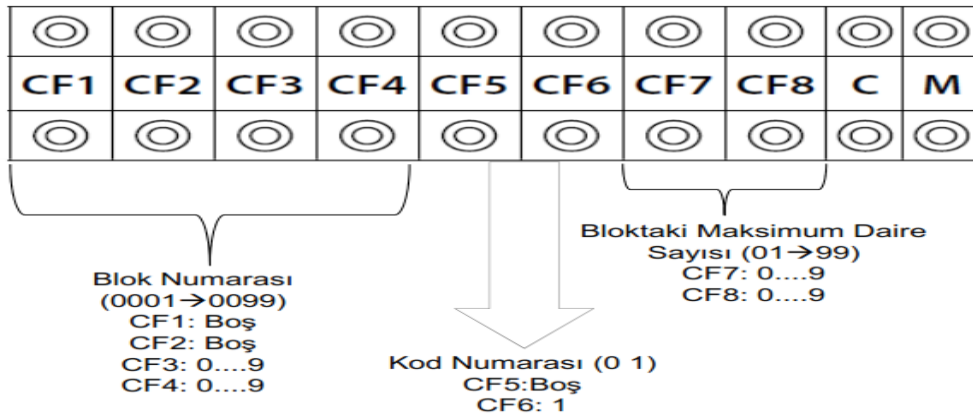 CF1 CF2 CF3 CF4 CF5 CF6 CF7 CF8 C M
Blok Numarası
(0001→0099)
CF1: Boş
CF2: Boş
CF3: 0....9
CF4: 0....9
Kod Numarası (0 1)
CF5:Boş
CF6: 1
Bloktaki Maksimum Daire
Sayısı (01→99)
CF7: 0....9
CF8: 0....9